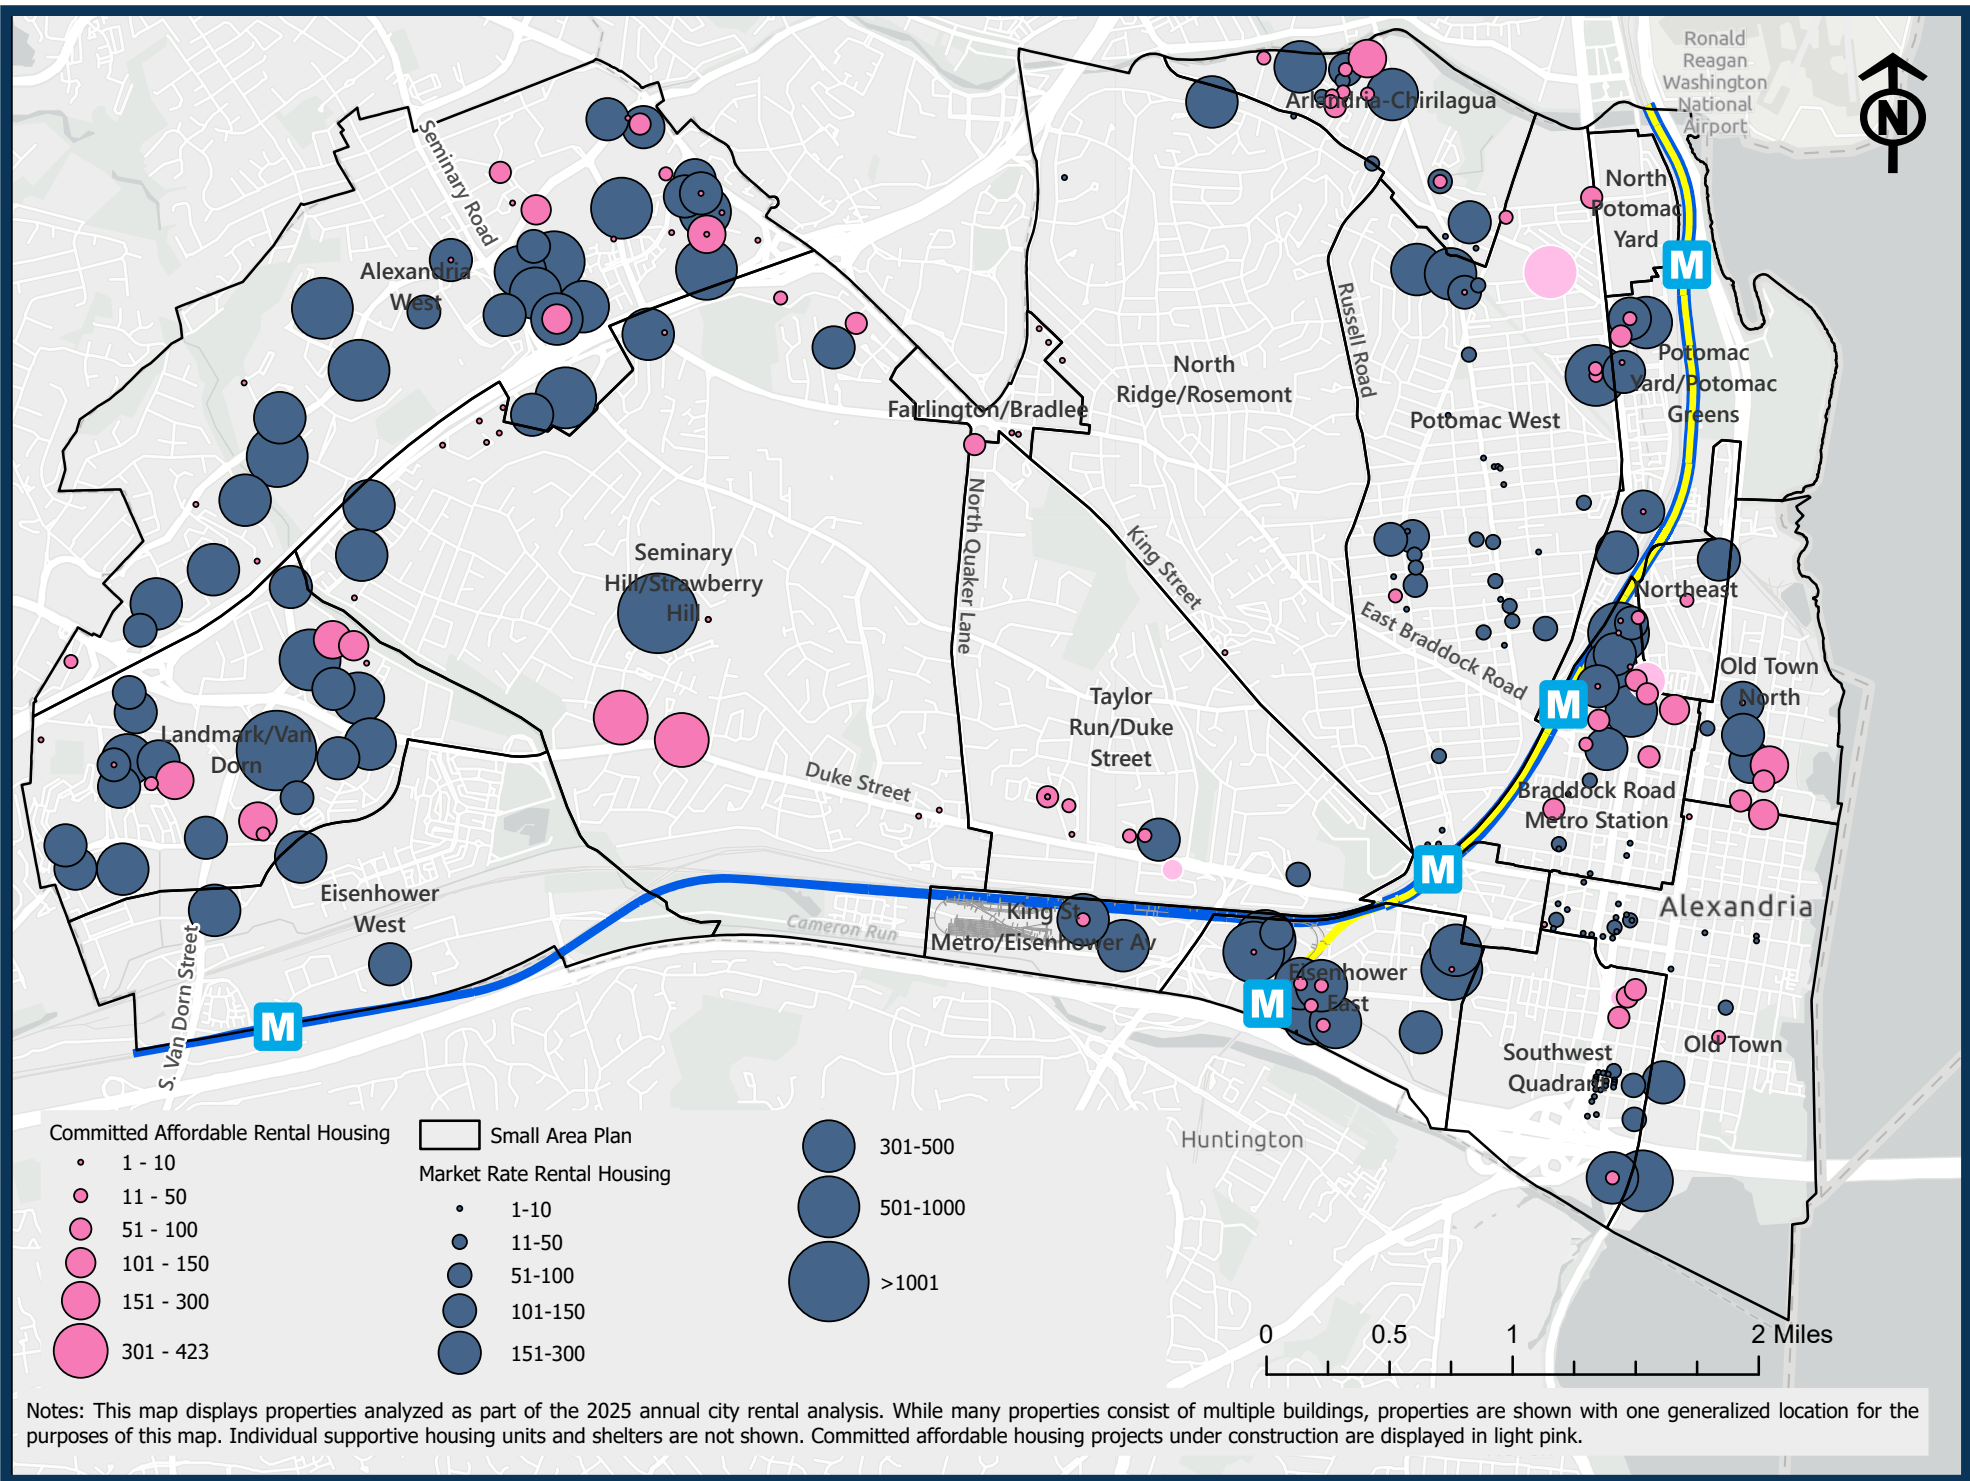 Ronald
Reagan
Washington
National
Airport
N
Arlandria-Chirilagua
Seminary Road
North
Potomac
Yard
M
Alexandria
West
Russell Road
Potomac
Yard/Potomac
Greens
North
Ridge/Rosemont
Fairlington/Bradlee
Potomac West
North Quaker Lane
King Street
Seminary
Hill/Strawberry
Hill
Northeast
East Braddock Road
Old Town
North
M
Taylor
Run/Duke
Street
Landmark/Van
Dorn
Duke Street
Braddock Road
Metro Station
M
Eisenhower
West
Alexandria
King St
Metro/Eisenhower Av
Cameron Run
Eisenhower
East
M
S. Van Dorn Street
M
Southwest
Quadrant
Old Town
Huntington
Committed Affordable Rental Housing
1 - 10
11 - 50
51 - 100
101 - 150
151 - 300
301 - 423
Small Area Plan
Market Rate Rental Housing
1-10
11-50
51-100
101-150
151-300
301-500
501-1000
>1001
0 0.5 1 2 Miles
Notes: This map displays properties analyzed as part of the 2025 annual city rental analysis. While many properties consist of multiple buildings, properties are shown with one generalized location for the
purposes of this map. Individual supportive housing units and shelters are not shown. Committed affordable housing projects under construction are displayed in light pink.